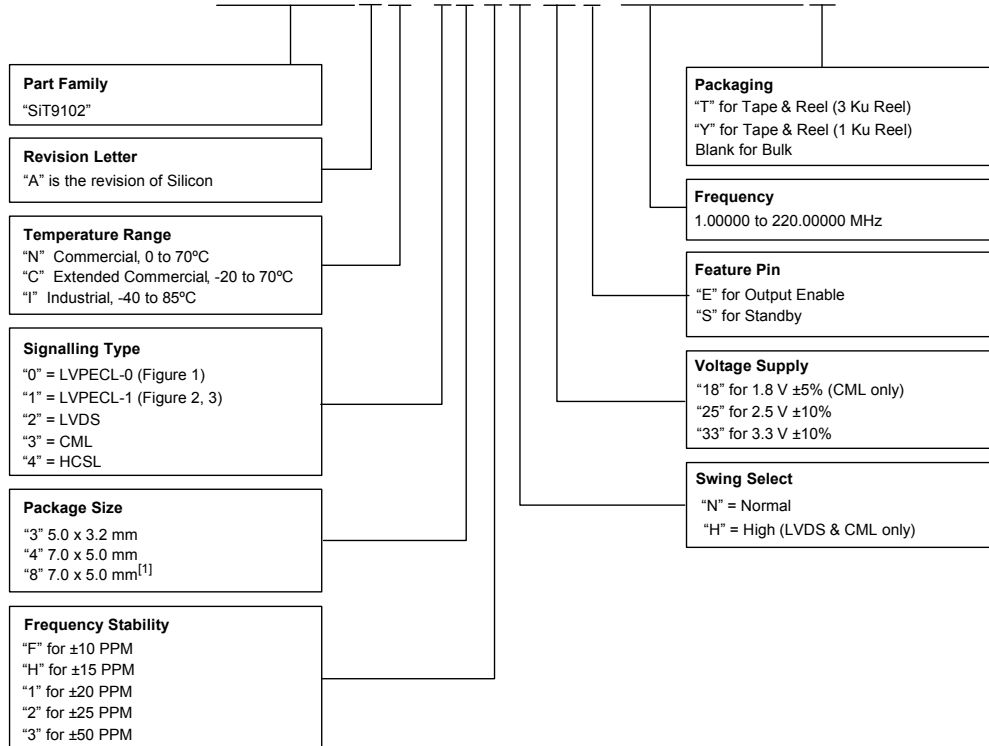 Part Family
“SiT9102”
Revision Letter
“A” is the revision of Silicon
Temperature Range
“N” Commercial, 0 to 70ºC
“C” Extended Commercial, -20 to 70ºC
“I” Industrial, -40 to 85ºC
Signalling Type
“0” = LVPECL-0 (Figure 1)
“1” = LVPECL-1 (Figure 2, 3)
“2” = LVDS
“3” = CML
“4” = HCSL
Package Size
“3” 5.0 x 3.2 mm
“4” 7.0 x 5.0 mm
“8” 7.0 x 5.0 mm[1]
Frequency Stability
“F” for ±10 PPM
“H” for ±15 PPM
“1” for ±20 PPM
“2” for ±25 PPM
“3” for ±50 PPM
Packaging
“T” for Tape & Reel (3 Ku Reel)
“Y” for Tape & Reel (1 Ku Reel)
Blank for Bulk
Frequency
1.00000 to 220.00000 MHz
Feature Pin
“E” for Output Enable
“S” for Standby
Voltage Supply
“18” for 1.8 V ±5% (CML only)
“25” for 2.5 V ±10%
“33” for 3.3 V ±10%
Swing Select
“N” = Normal
“H” = High (LVDS & CML only)